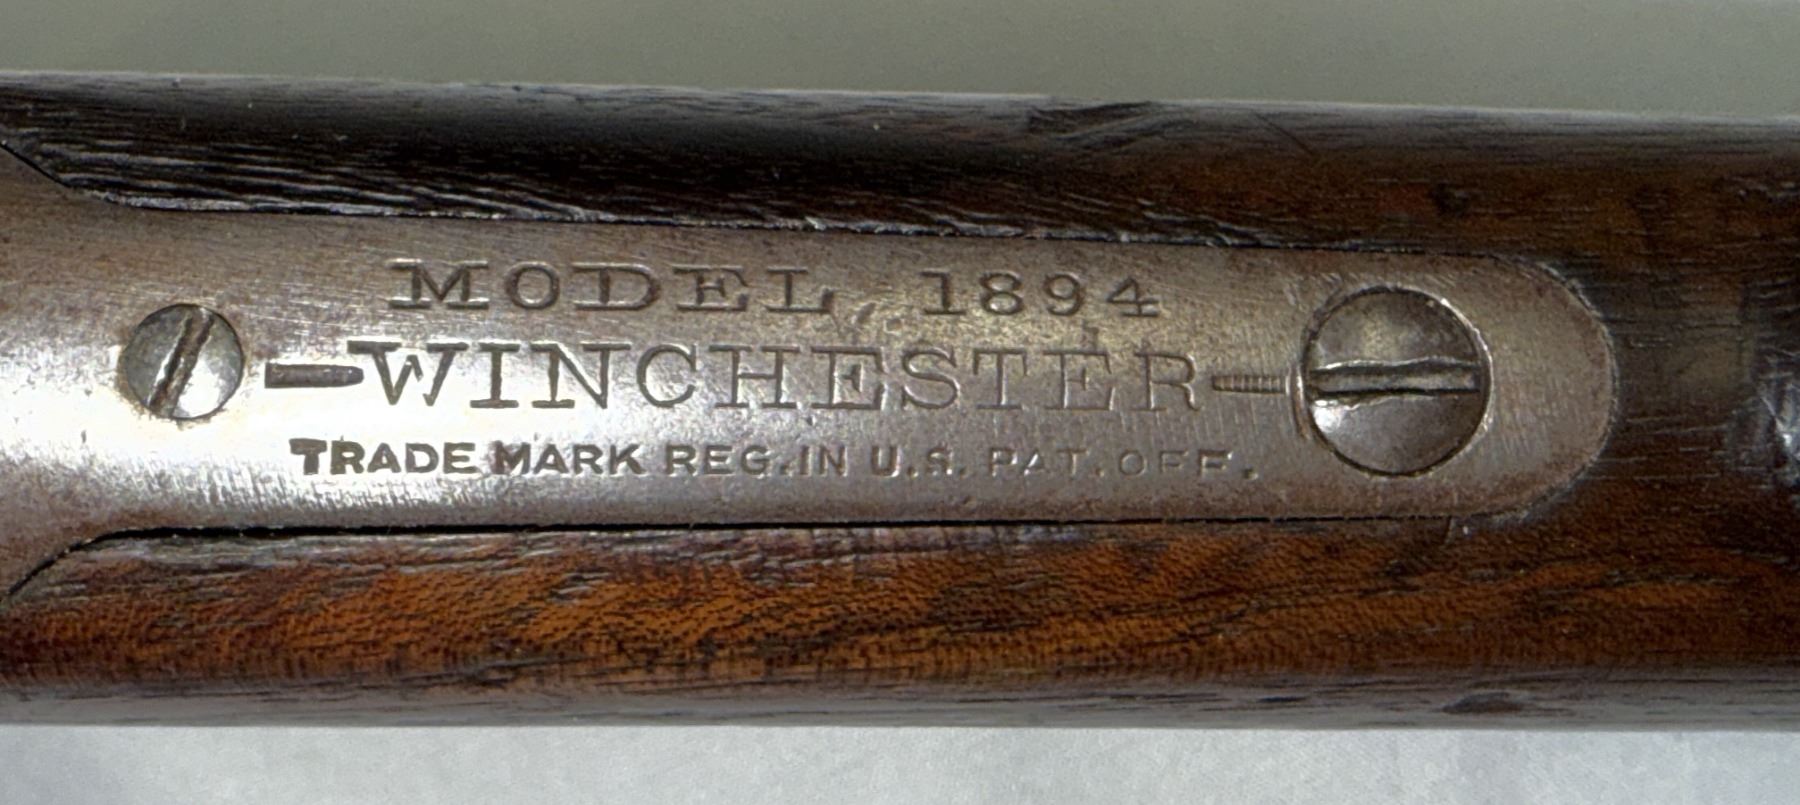 MODEL 1894
-WINCHESTER-
TRADE MARK REG. IN U.S. PAT. OFF.